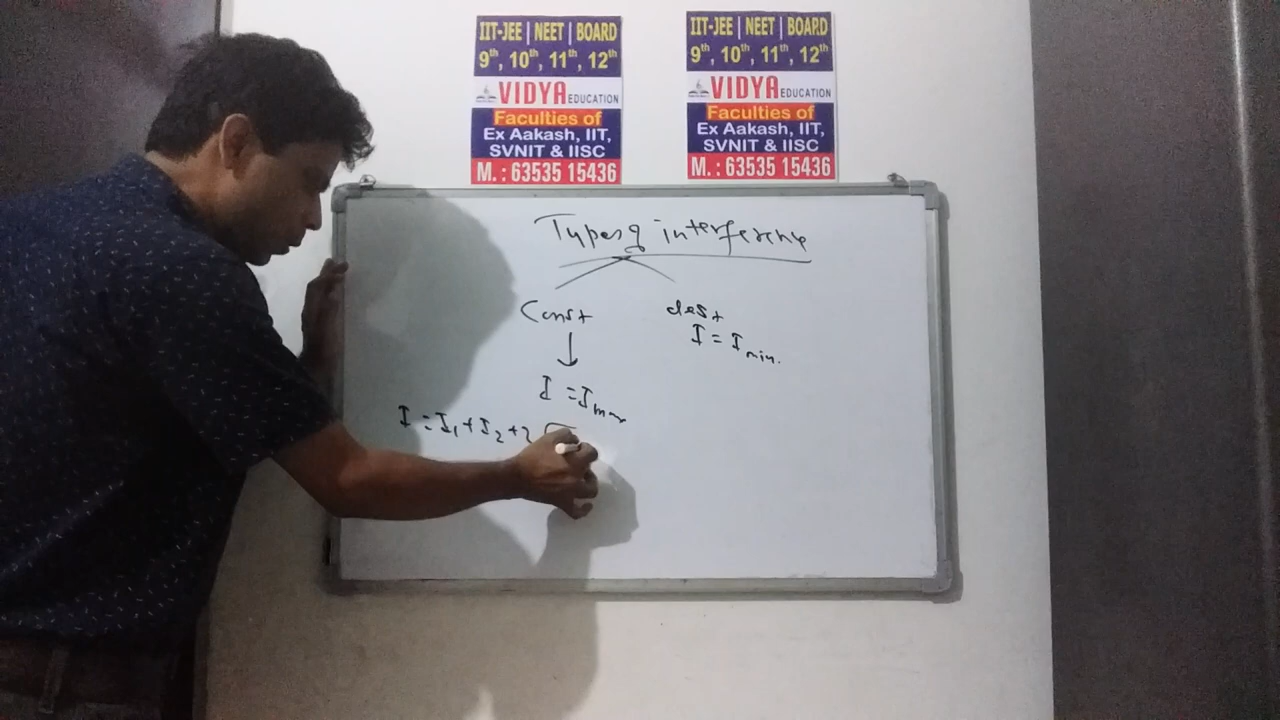 IIT-JEE | NEET | BOARD
9th, 10th, 11th, 12th
VIDYA EDUCATION
Faculties of
Ex Aakash, IIT,
SVNIT & IISC
M. : 63535 15436
IIT-JEE | NEET | BOARD
9th, 10th, 11th, 12th
VIDYA EDUCATION
Faculties of
Ex Aakash, IIT,
SVNIT & IISC
M. : 63535 15436
Types of interference
Const
dest
I = I min.
I = I max
I = I1 + I2 + 2 √